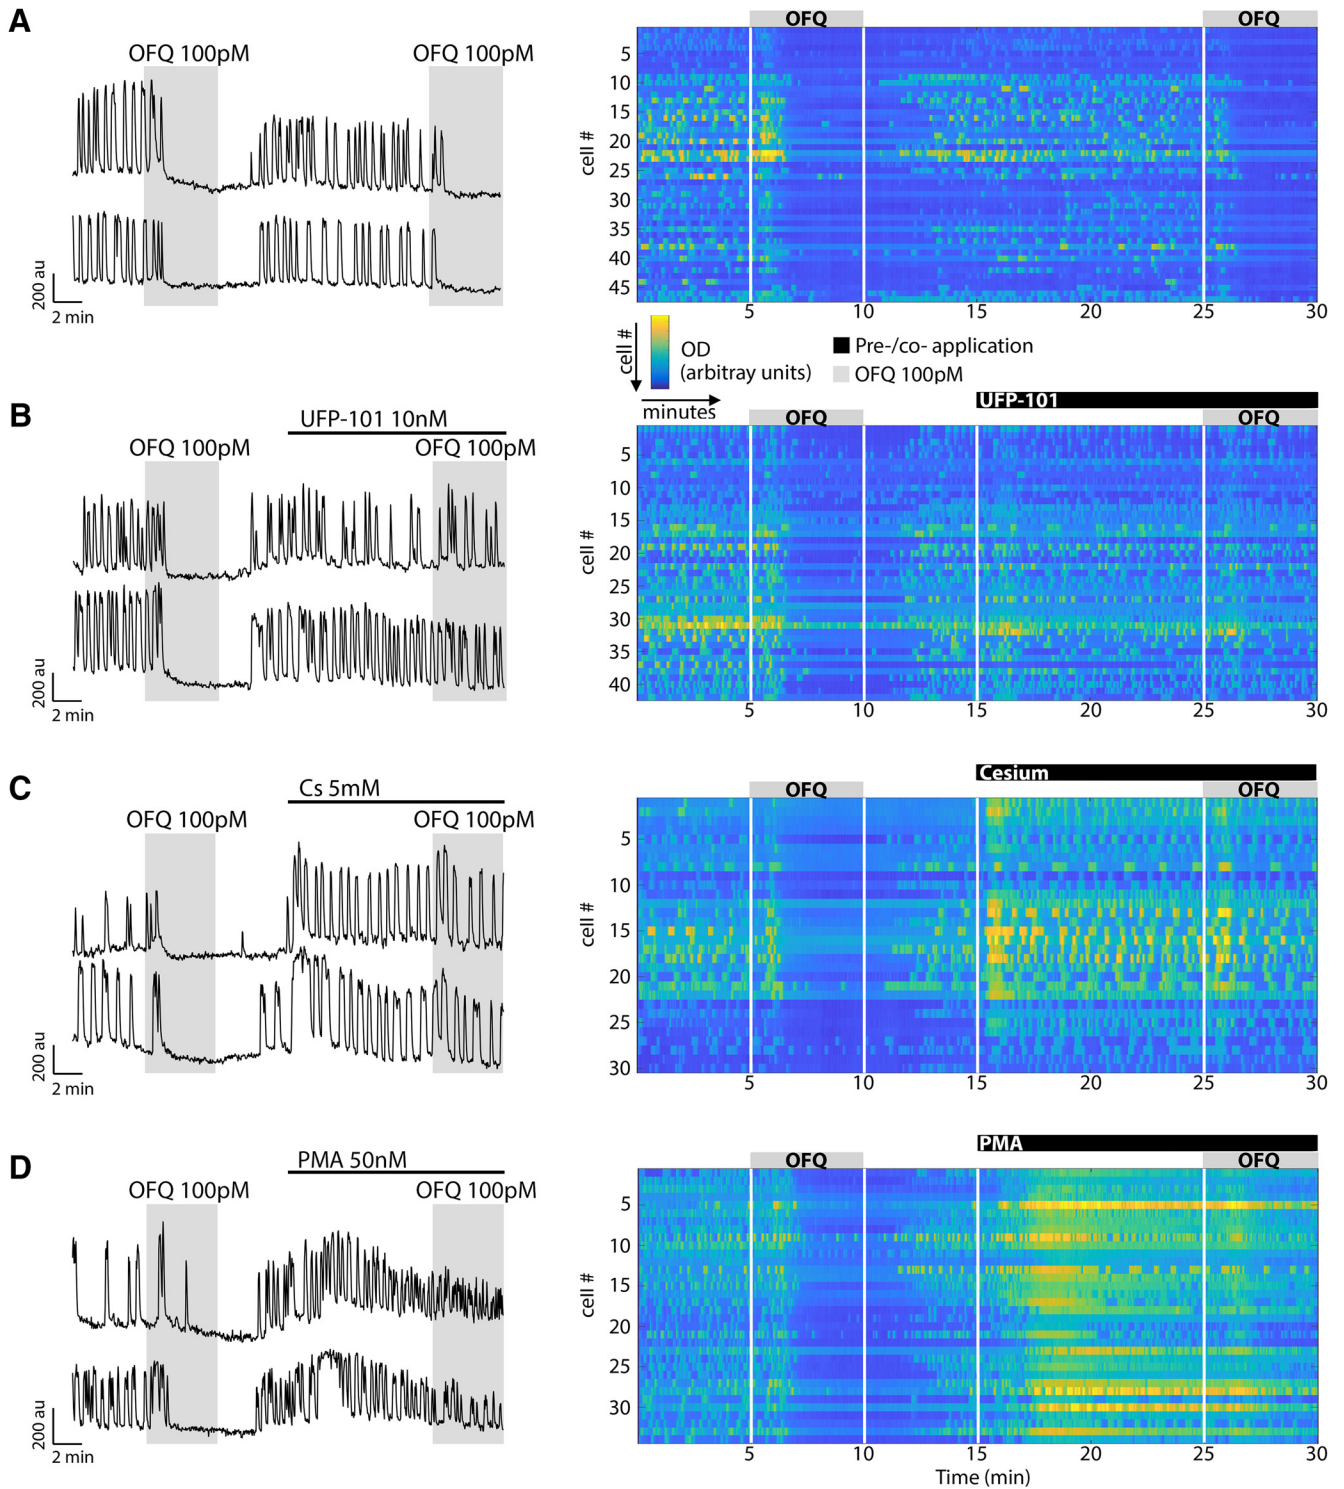 A
OFQ 100pM
OFQ 100pM
200 au
2 min
OFQ
OFQ
cell #
5
10
15
20
25
30
35
40
45
5
10
15
20
25
30
cell #
minutes
OD
(arbitray units)
Pre-/co- application
OFQ 100pM
B
UFP-101 10nM
OFQ 100pM
OFQ 100pM
200 au
2 min
UFP-101
OFQ
OFQ
cell #
5
10
15
20
25
30
35
40
5
10
15
20
25
30
C
Cs 5mM
OFQ 100pM
OFQ 100pM
200 au
2 min
Cesium
OFQ
OFQ
cell #
5
10
15
20
25
30
5
10
15
20
25
30
D
PMA 50nM
OFQ 100pM
OFQ 100pM
200 au
2 min
PMA
OFQ
OFQ
cell #
5
10
15
20
25
30
5
10
15
20
25
30
Time (min)